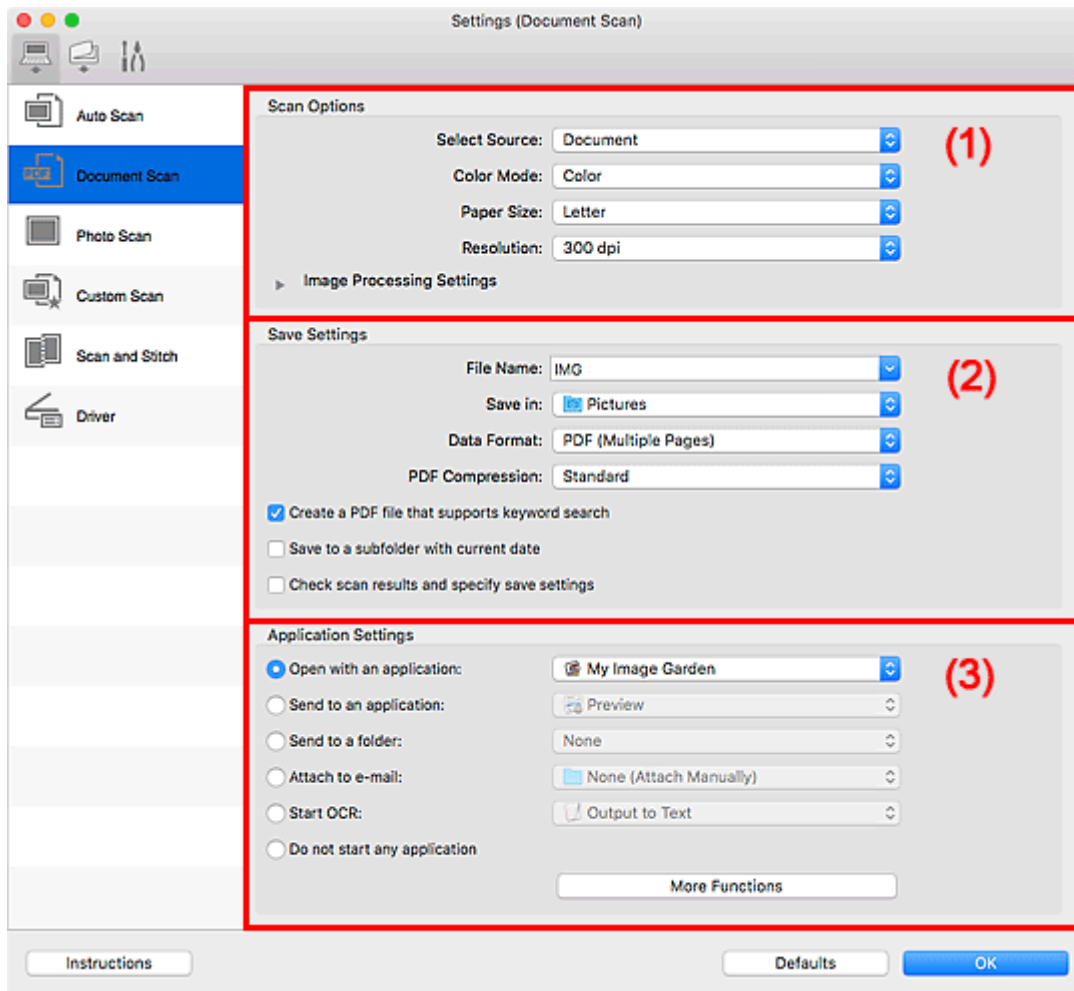 Settings (Document Scan)
Auto Scan
PDF Document Scan
Photo Scan
Custom Scan
Scan and Stitch
Driver
Scan Options
(1)
Select Source: Document
Color Mode: Color
Paper Size: Letter
Resolution: 300 dpi
Image Processing Settings
Save Settings
(2)
File Name: IMG
Save in: Pictures
Data Format: PDF (Multiple Pages)
PDF Compression: Standard
Create a PDF file that supports keyword search
Save to a subfolder with current date
Check scan results and specify save settings
Application Settings
(3)
Open with an application: My Image Garden
Send to an application: Preview
Send to a folder: None
Attach to e-mail: None (Attach Manually)
Start OCR: Output to Text
Do not start any application
More Functions
Instructions
Defaults
OK